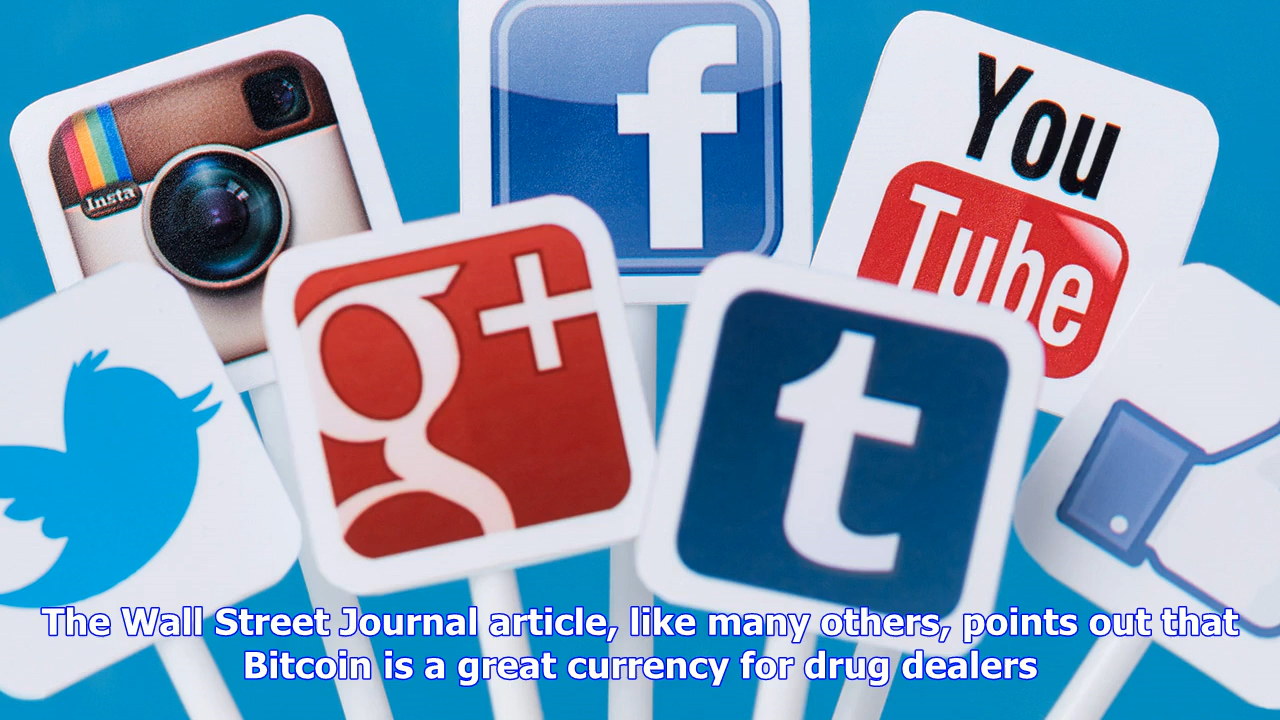 Insta
f
You
Tube
g+
t
The Wall Street Journal article, like many others, points out that
Bitcoin is a great currency for drug dealers